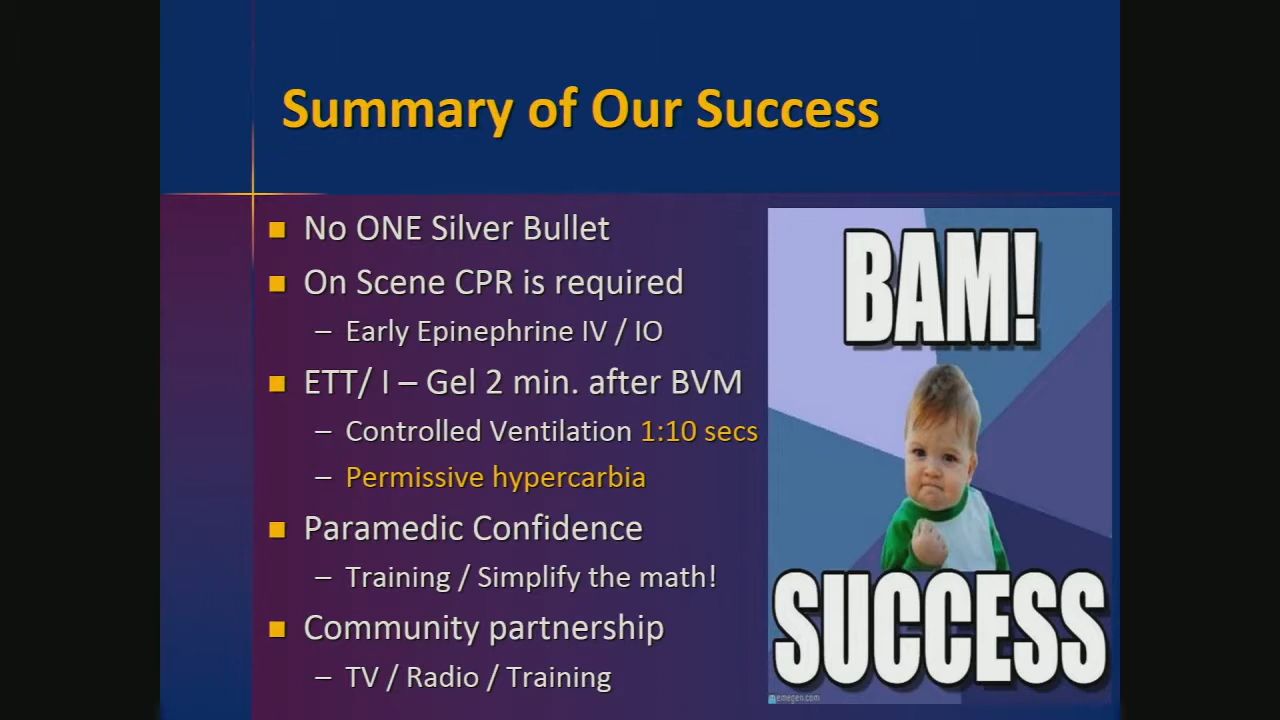 Summary of Our Success
No ONE Silver Bullet
On Scene CPR is required
– Early Epinephrine IV / IO
ETT/ I – Gel 2 min. after BVM
– Controlled Ventilation 1:10 secs
– Permissive hypercarbia
Paramedic Confidence
– Training / Simplify the math!
Community partnership
– TV / Radio / Training
BAM!
SUCCESS
memegen.com